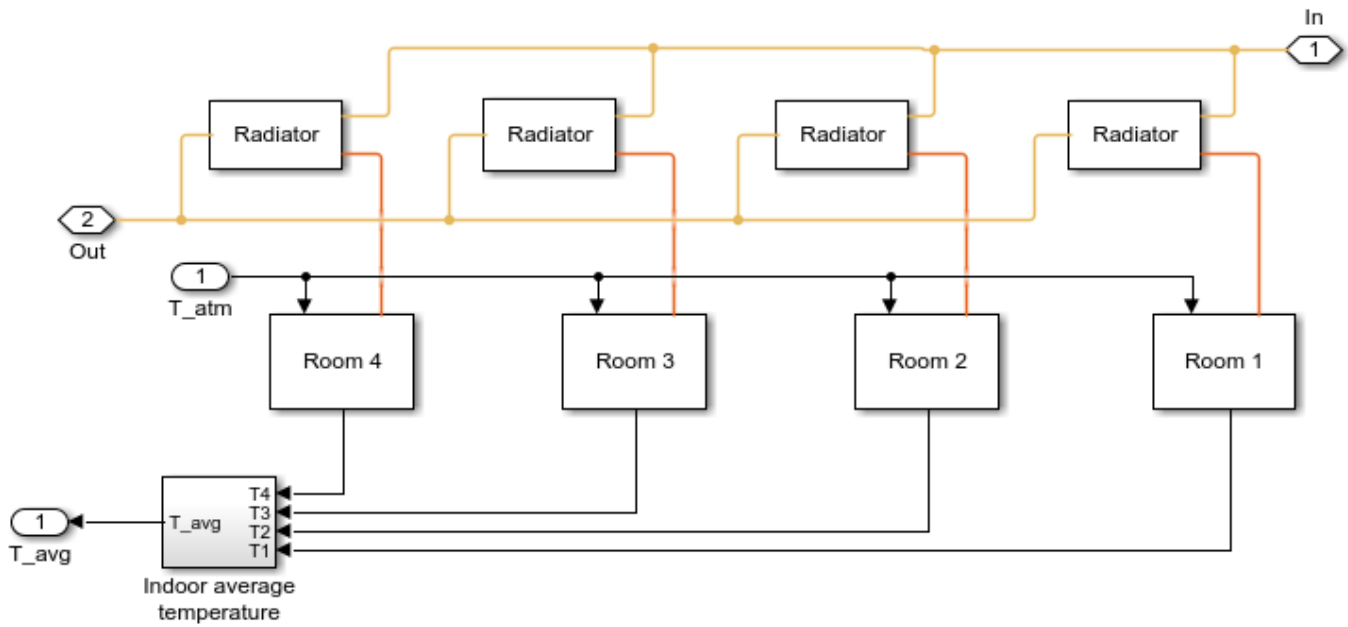 In
1
Radiator
Radiator
Radiator
Radiator
2
Out
1
T_atm
Room 4
Room 3
Room 2
Room 1
T4
T3
T_avg
T2
T1
1
T_avg
Indoor average
temperature